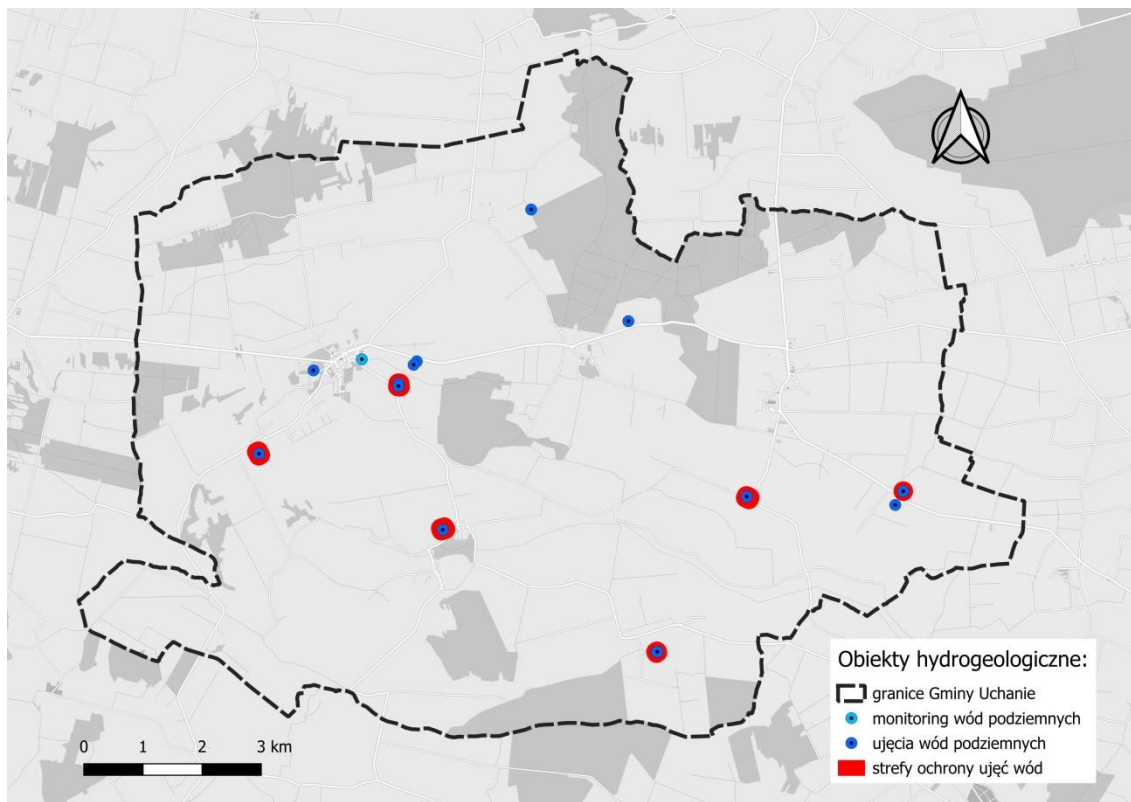 Obiekty hydrogeologiczne:
granice Gminy Uchanie
monitoring wód podziemnych
ujęcia wód podziemnych
strefy ochrony ujęć wód
0 1 2 3 km